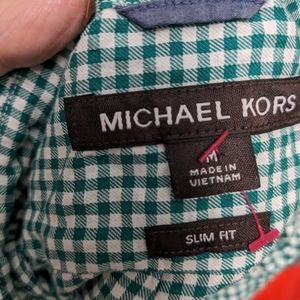 MICHAEL KORS
M
MADE IN
VIETNAM
SLIM FIT